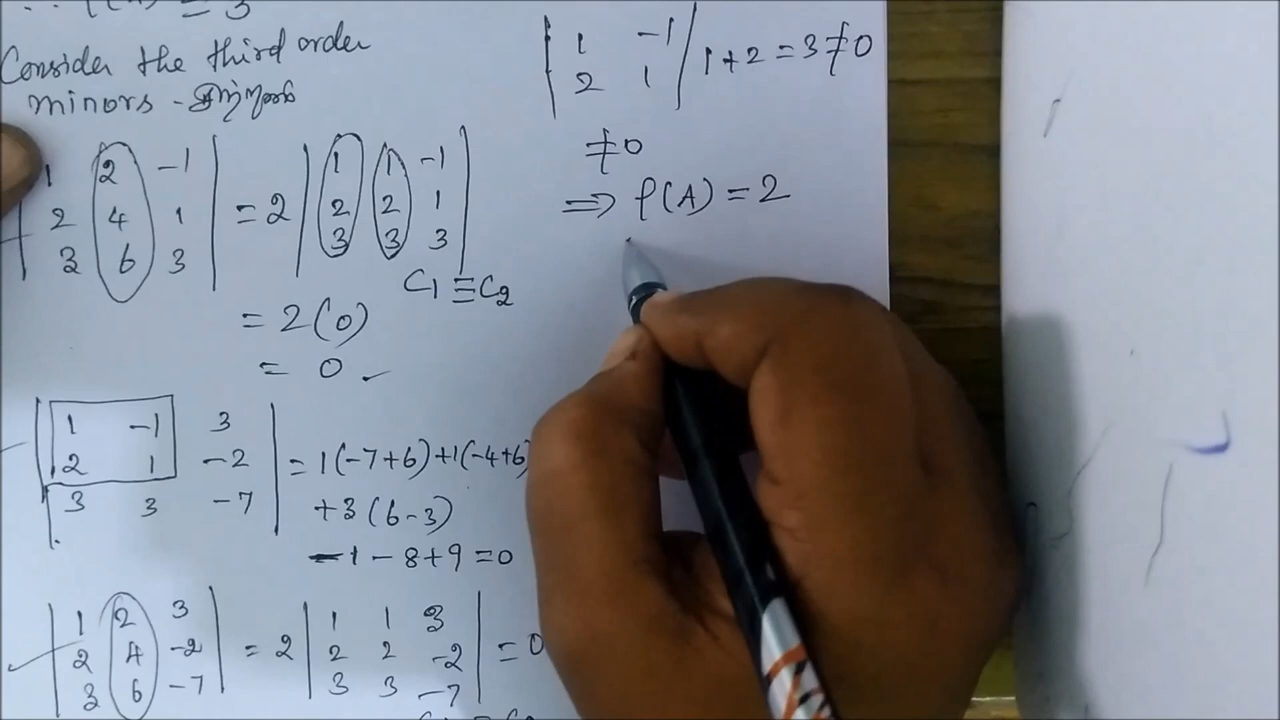 ∴ ρ(A) = 3
Consider the third order
minors -
| 1 2 -1 |
| 2 4 1 |
| 3 6 3 |
= 2
| 1 1 -1 |
| 2 2 1 |
| 3 3 3 |
C₁ ≡ C₂
= 2(0)
= 0
| 1 -1 3 |
| 2 1 -2 |
| 3 3 -7 |
= 1(-7+6)+1(-4+6)
+3(6-3)
-1 - 8 + 9 = 0
| 1 2 3 |
| 2 4 -2 |
| 3 6 -7 |
= 2
| 1 1 3 |
| 2 2 -2 |
| 3 3 -7 |
= 0
| 1 -1 |
| 2 1 |
1+2 = 3 ≠ 0
≠ 0
⇒ ρ(A) = 2